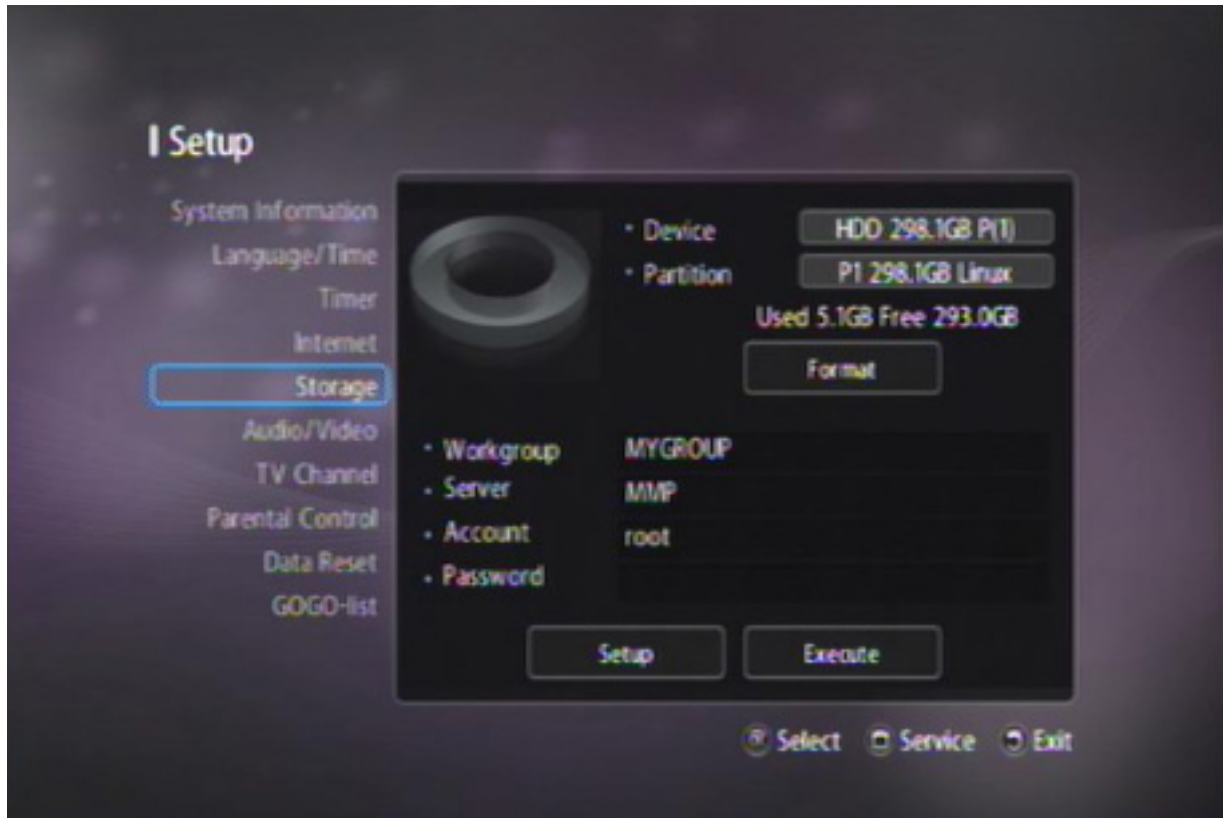 Setup
System Information
Language/Time
Timer
Internet
Storage
Audio/Video
TV Channel
Parental Control
Data Reset
GOGO-list
Device HDD 298.1GB P(1)
Partition P1 298.1GB Linux
Used 5.1GB Free 293.0GB
Format
Workgroup MYGROUP
Server MMP
Account root
Password
Setup Execute
Select Service Exit